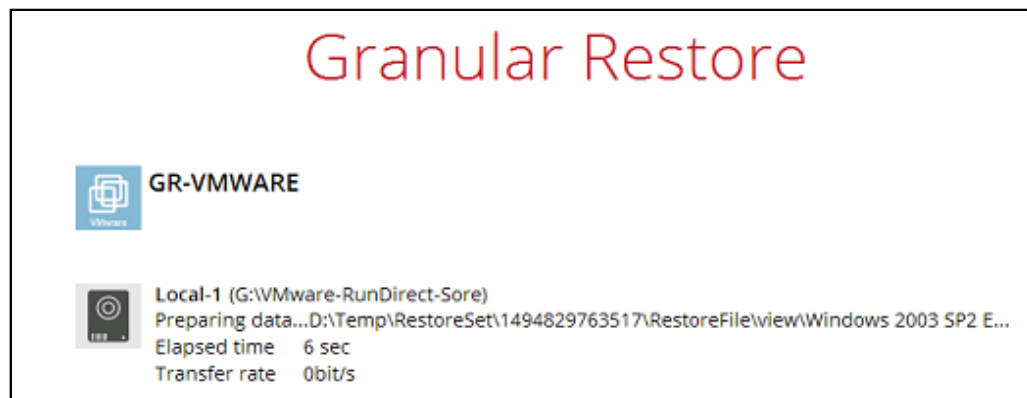 Granular Restore
GR-VMWARE
VMware
Local-1 (G:\VMware-RunDirect-Sore)
Preparing data...D:\Temp\RestoreSet\1494829763517\RestoreFile\view\Windows 2003 SP2 E...
Elapsed time 6 sec
Transfer rate 0bit/s